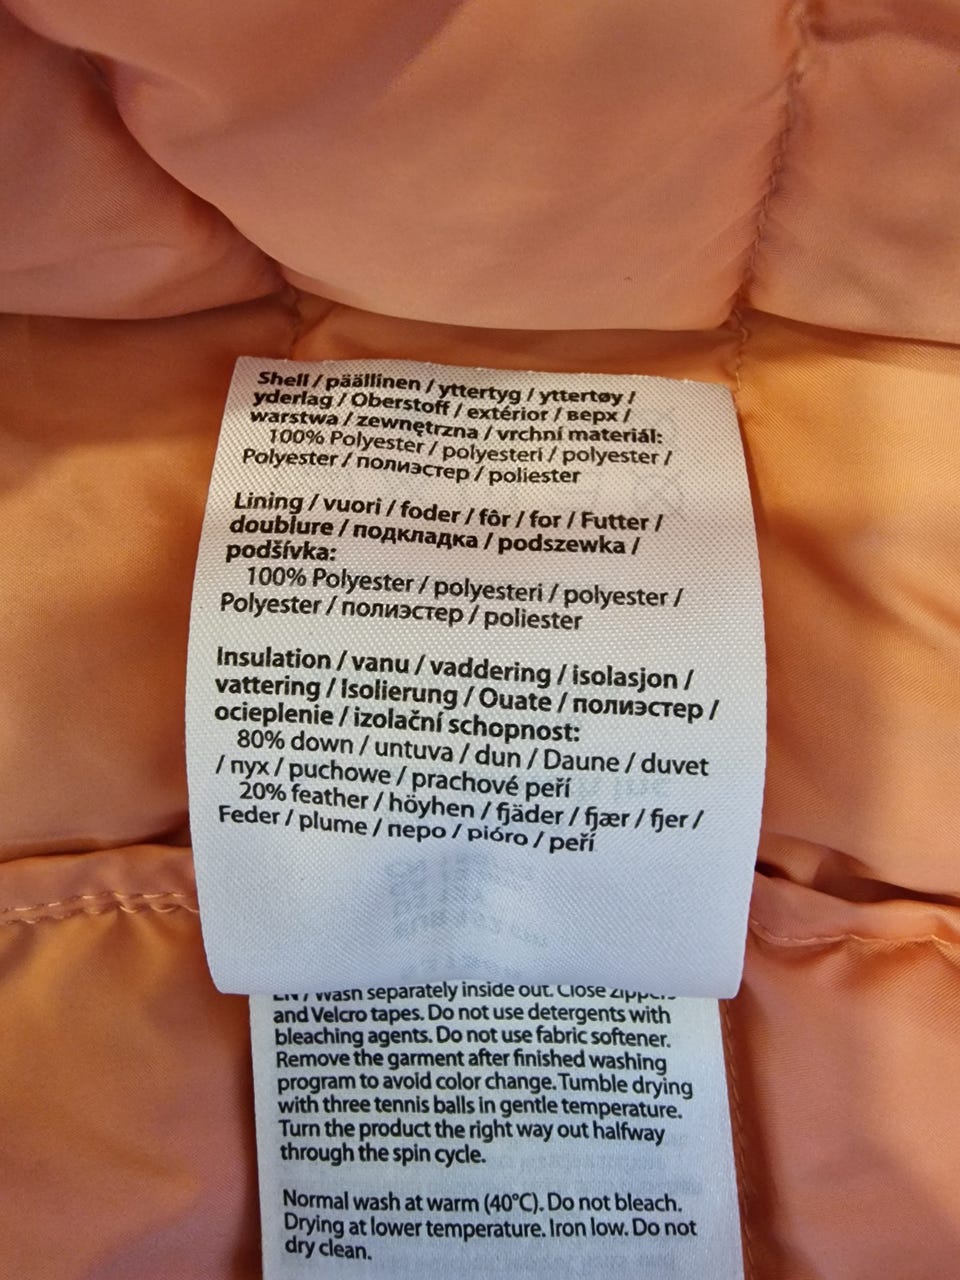 Shell / päällinen / yttertyg / yttertøy /
yderlag / Oberstoff / extérior / верх /
warstwa / zewnętrzna / vrchní materiál:
100% Polyester / polyesteri / polyester /
Polyester / полиэстер / poliester
Lining / vuori / foder / fôr / for / Futter /
doublure / подкладка / podszewka /
podšívka:
100% Polyester / polyesteri / polyester /
Polyester / полиэстер / poliester
Insulation / vanu / vaddering / isolasjon /
vattering / Isolierung / Ouate / полиэстер /
ocieplenie / izolační schopnost:
80% down / untuva / dun / Daune / duvet
/ пух / puchowe / prachové peří
20% feather / höyhen / fjäder / fjær / fjer /
Feder / plume / перо / pióro / peří
EN / Wash separately inside out. Close zippers
and Velcro tapes. Do not use detergents with
bleaching agents. Do not use fabric softener.
Remove the garment after finished washing
program to avoid color change. Tumble drying
with three tennis balls in gentle temperature.
Turn the product the right way out halfway
through the spin cycle.
Normal wash at warm (40°C). Do not bleach.
Drying at lower temperature. Iron low. Do not
dry clean.